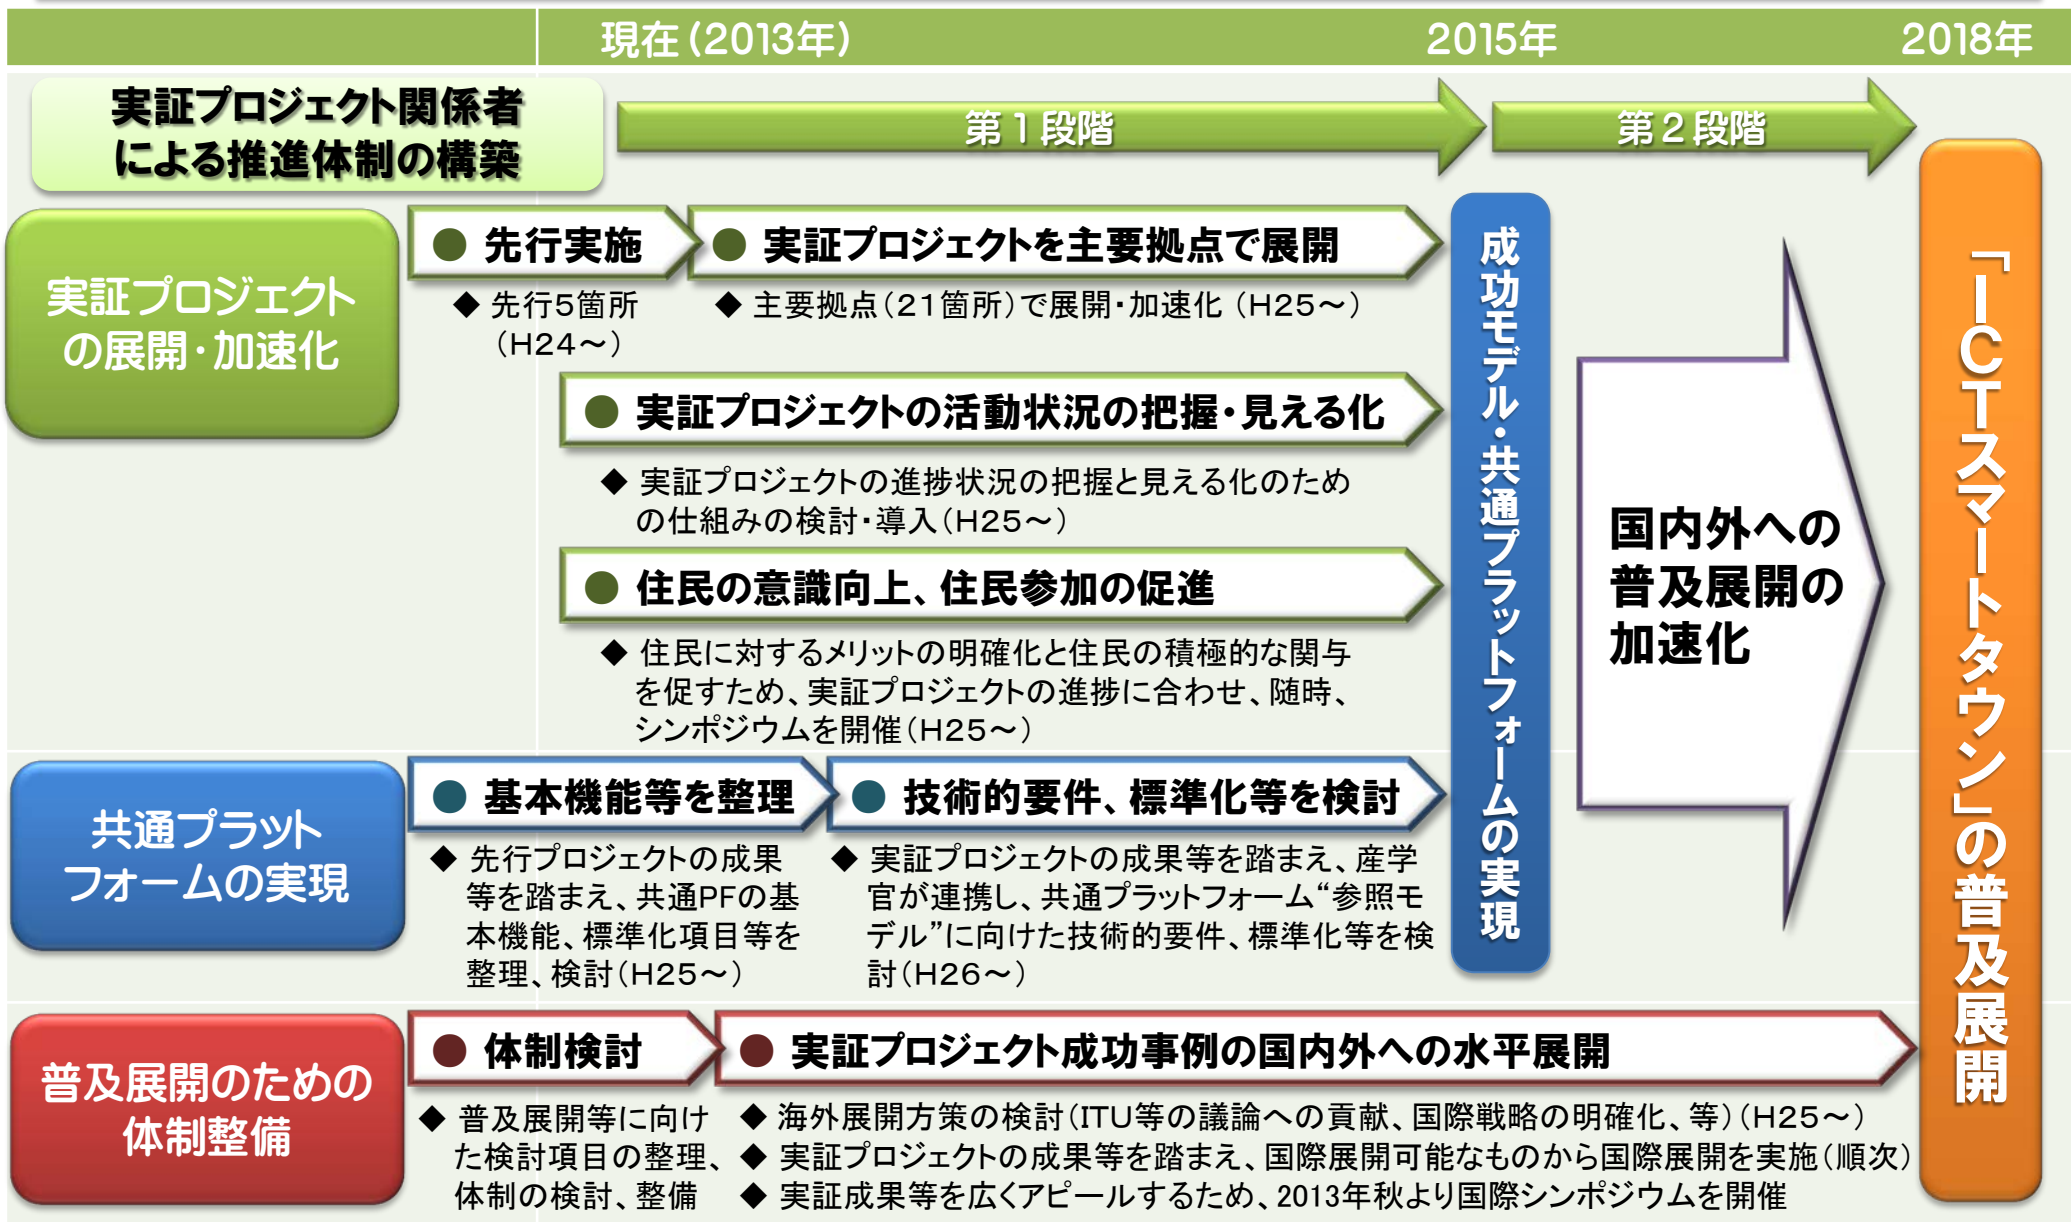 現在(2013年)
2015年
2018年
実証プロジェクト関係者
による推進体制の構築
第１段階
第２段階
実証プロジェクト
の展開・加速化
● 先行実施
◆ 先行5箇所
（H24～）
● 実証プロジェクトを主要拠点で展開
◆ 主要拠点（21箇所）で展開・加速化（H25～）
● 実証プロジェクトの活動状況の把握・見える化
◆ 実証プロジェクトの進捗状況の把握と見える化のため
の仕組みの検討・導入（H25～）
● 住民の意識向上、住民参加の促進
◆ 住民に対するメリットの明確化と住民の積極的な関与
を促すため、実証プロジェクトの進捗に合わせ、随時、
シンポジウムを開催（H25～）
共通プラット
フォームの実現
● 基本機能等を整理
◆ 先行プロジェクトの成果
等を踏まえ、共通PFの基
本機能、標準化項目等を
整理、検討（H25～）
● 技術的要件、標準化等を検討
◆ 実証プロジェクトの成果等を踏まえ、産学
官が連携し、共通プラットフォーム“参照モ
デル”に向けた技術的要件、標準化等を検
討（H26～）
成功モデル・共通プラットフォームの実現
国内外への
普及展開の
加速化
「ICTスマートタウン」の普及展開
普及展開のための
体制整備
● 体制検討
◆ 普及展開等に向け
た検討項目の整理、
体制の検討、整備
● 実証プロジェクト成功事例の国内外への水平展開
◆ 海外展開方策の検討（ITU等の議論への貢献、国際戦略の明確化、等）（H25～）
◆ 実証プロジェクトの成果等を踏まえ、国際展開可能なものから国際展開を実施（順次）
◆ 実証成果等を広くアピールするため、2013年秋より国際シンポジウムを開催